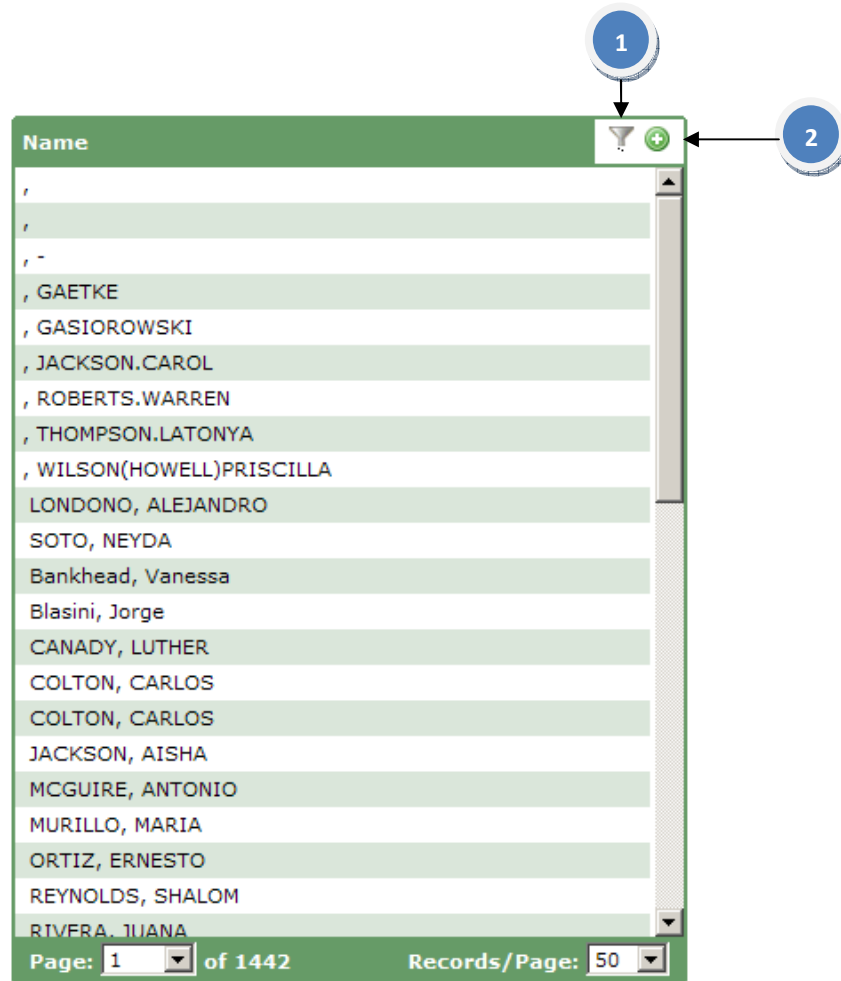 1
Name
2
,
,
, -
, GAETKE
, GASIOROWSKI
, JACKSON.CAROL
, ROBERTS.WARREN
, THOMPSON.LATONYA
, WILSON(HOWELL)PRISCILLA
LONDONO, ALEJANDRO
SOTO, NEYDA
Bankhead, Vanessa
Blasini, Jorge
CANADY, LUTHER
COLTON, CARLOS
COLTON, CARLOS
JACKSON, AISHA
MCGUIRE, ANTONIO
MURILLO, MARIA
ORTIZ, ERNESTO
REYNOLDS, SHALOM
RIVERA, JUANA
Page: 1 of 1442 Records/Page: 50